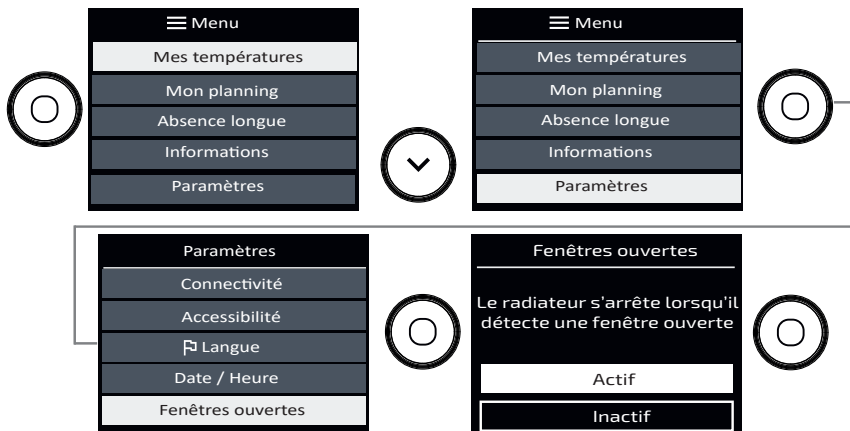 Menu
Mes températures
Mon planning
Absence longue
Informations
Paramètres
Menu
Mes températures
Mon planning
Absence longue
Informations
Paramètres
Paramètres
Connectivité
Accessibilité
Langue
Date / Heure
Fenêtres ouvertes
Fenêtres ouvertes
Le radiateur s'arrête lorsqu'il
détecte une fenêtre ouverte
Actif
Inactif